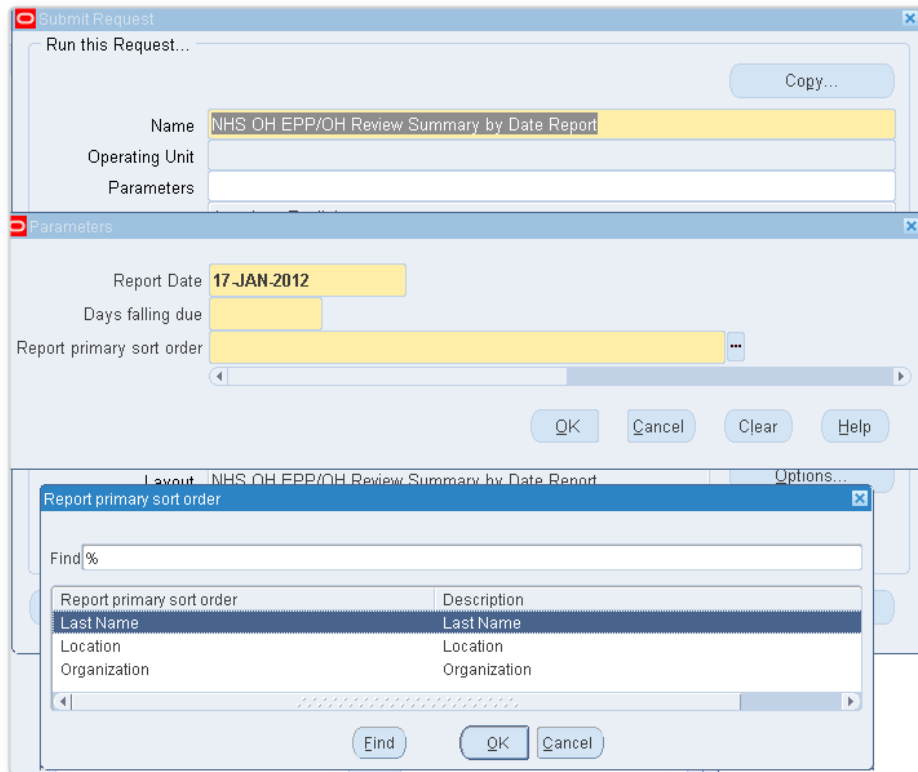 Submit Request
Run this Request...
Copy...
Name NHS OH EPP/OH Review Summary by Date Report
Operating Unit
Parameters
Parameters
Report Date 17-JAN-2012
Days falling due
Report primary sort order ...
OK Cancel Clear Help
Layout NHS OH EPP/OH Review Summary by Date Report
Options...
Report primary sort order
Find %
Report primary sort order Description
Last Name Last Name
Location Location
Organization Organization
Find OK Cancel